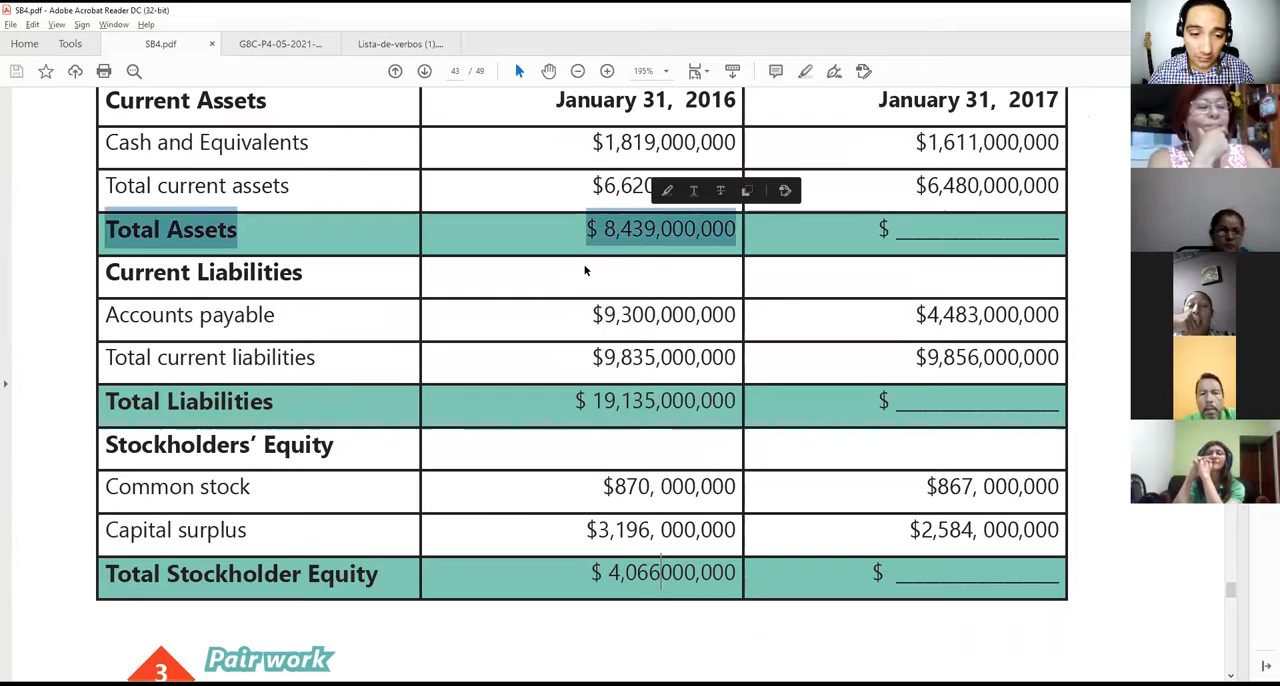 SB4.pdf - Adobe Acrobat Reader DC (32-bit)
File Edit View Sign Window Help
Home Tools SB4.pdf × G8C-P4-05-2021-... Lista-de-verbos (1)....
43 / 49 195%
Current Assets January 31, 2016 January 31, 2017
Cash and Equivalents $1,819,000,000 $1,611,000,000
Total current assets $6,620 $6,480,000,000
Total Assets $ 8,439,000,000 $ _______________
Current Liabilities
Accounts payable $9,300,000,000 $4,483,000,000
Total current liabilities $9,835,000,000 $9,856,000,000
Total Liabilities $ 19,135,000,000 $ _______________
Stockholders’ Equity
Common stock $870, 000,000 $867, 000,000
Capital surplus $3,196, 000,000 $2,584, 000,000
Total Stockholder Equity $ 4,066000,000 $ _______________
3 Pair work